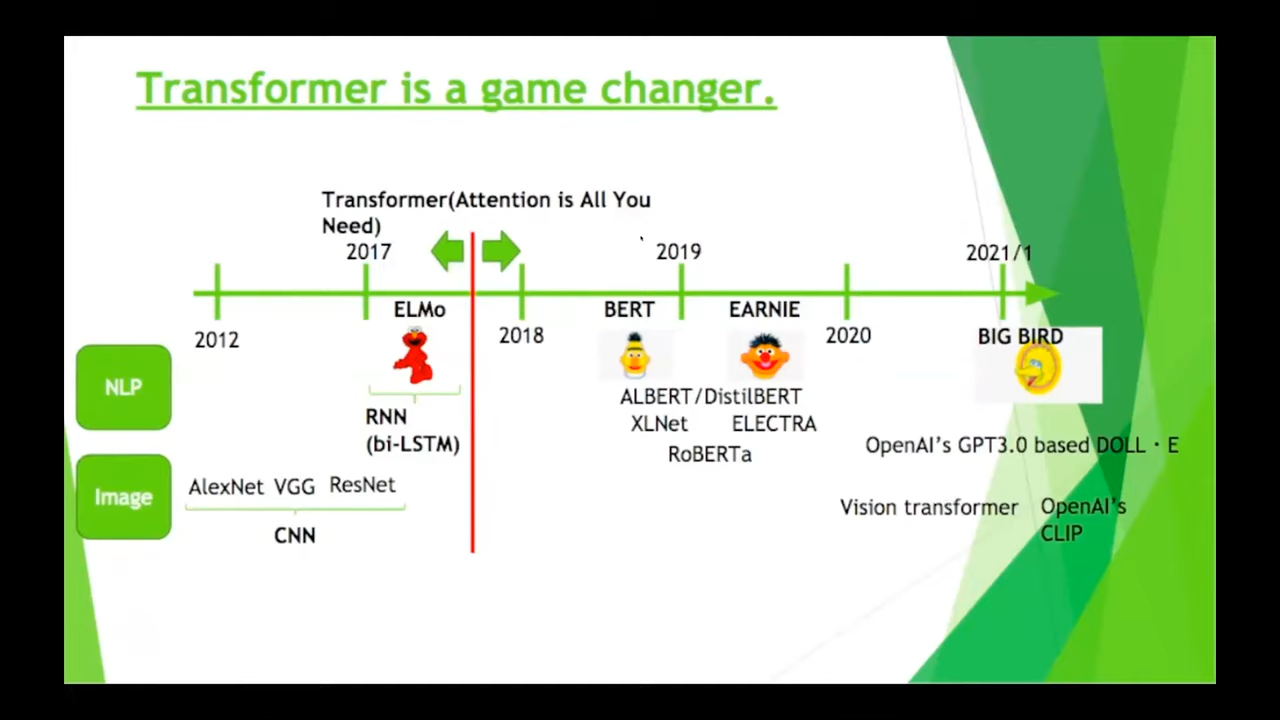 Transformer is a game changer.
Transformer(Attention is All You
Need)
2017
2019
2021/1
ELMo
BERT
EARNIE
2012
2018
2020
BIG BIRD
NLP
ALBERT/DistilBERT
RNN
XLNet
ELECTRA
(bi-LSTM)
RoBERTa
OpenAI’s GPT3.0 based DOLL・E
Image
AlexNet VGG ResNet
CNN
Vision transformer
OpenAI’s
CLIP